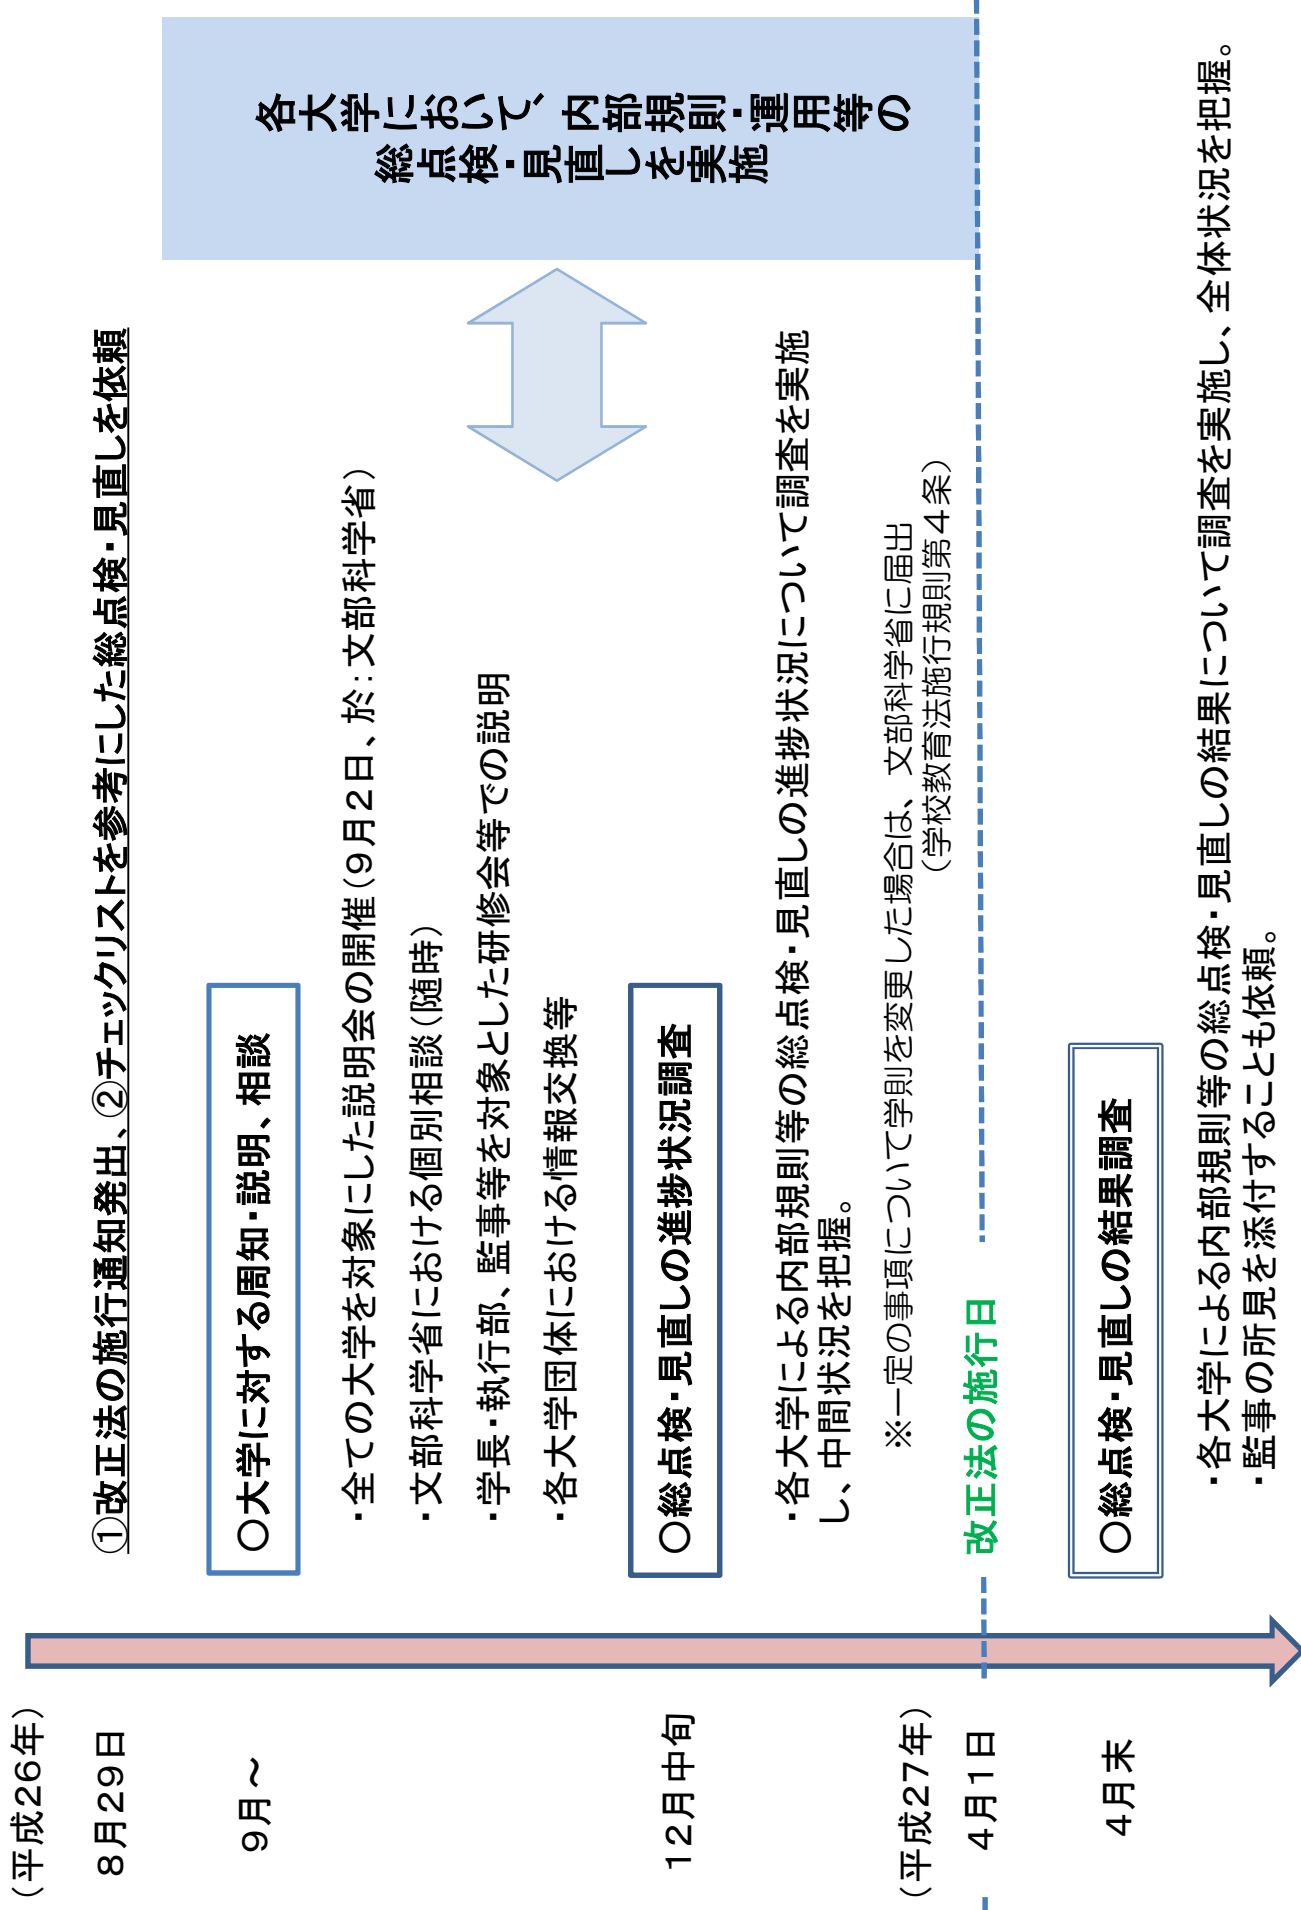 （平成26年）
8月29日
①改正法の施行通知発出、②チェックリストを参考にした総点検・見直しを依頼
9月～
○大学に対する周知・説明、相談
・全ての大学を対象にした説明会の開催（9月2日、於：文部科学省）
・文部科学省における個別相談（随時）
・学長・執行部、監事等を対象とした研修会等での説明
・各大学団体における情報交換等
各大学において、内部規則・運用等の
総点検・見直しを実施
12月中旬
○総点検・見直しの進捗状況調査
・各大学による内部規則等の総点検・見直しの進捗状況について調査を実施
し、中間状況を把握。
※一定の事項について学則を変更した場合は、文部科学省に届出
（学校教育法施行規則第４条）
（平成27年）
4月1日
改正法の施行日
4月末
○総点検・見直しの結果調査
・各大学による内部規則等の総点検・見直しの結果について調査を実施し、全体状況を把握。
・監事の所見を添付することも依頼。